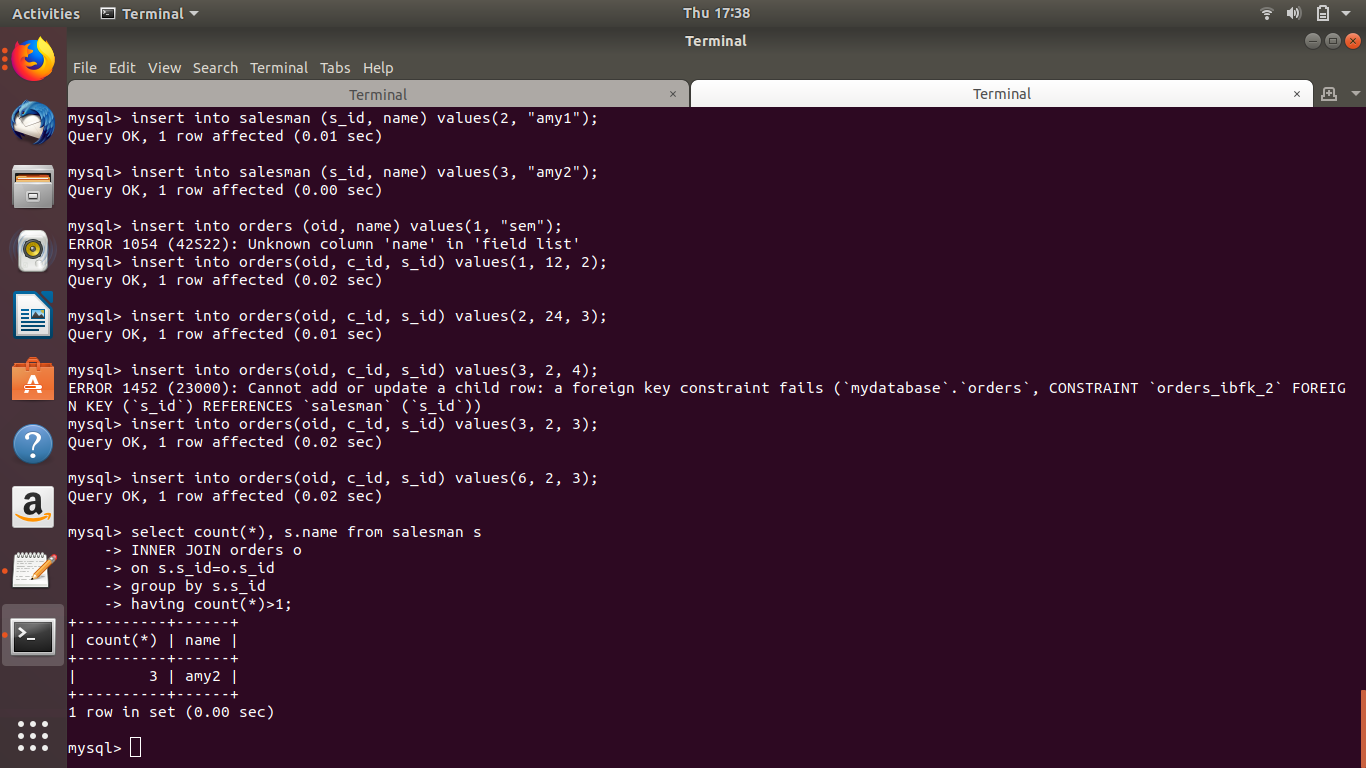 Activities Terminal Thu 17:38
Terminal
File Edit View Search Terminal Tabs Help
Terminal × Terminal ×
mysql> insert into salesman (s_id, name) values(2, "amy1");
Query OK, 1 row affected (0.01 sec)
mysql> insert into salesman (s_id, name) values(3, "amy2");
Query OK, 1 row affected (0.00 sec)
mysql> insert into orders (oid, name) values(1, "sem");
ERROR 1054 (42S22): Unknown column 'name' in 'field list'
mysql> insert into orders(oid, c_id, s_id) values(1, 12, 2);
Query OK, 1 row affected (0.02 sec)
mysql> insert into orders(oid, c_id, s_id) values(2, 24, 3);
Query OK, 1 row affected (0.01 sec)
mysql> insert into orders(oid, c_id, s_id) values(3, 2, 4);
ERROR 1452 (23000): Cannot add or update a child row: a foreign key constraint fails (`mydatabase`.`orders`, CONSTRAINT `orders_ibfk_2` FOREIG
N KEY (`s_id`) REFERENCES `salesman` (`s_id`))
mysql> insert into orders(oid, c_id, s_id) values(3, 2, 3);
Query OK, 1 row affected (0.02 sec)
mysql> insert into orders(oid, c_id, s_id) values(6, 2, 3);
Query OK, 1 row affected (0.02 sec)
mysql> select count(*), s.name from salesman s
    -> INNER JOIN orders o
    -> on s.s_id=o.s_id
    -> group by s.s_id
    -> having count(*)>1;
+----------+------+
| count(*) | name |
+----------+------+
|        3 | amy2 |
+----------+------+
1 row in set (0.00 sec)
mysql>